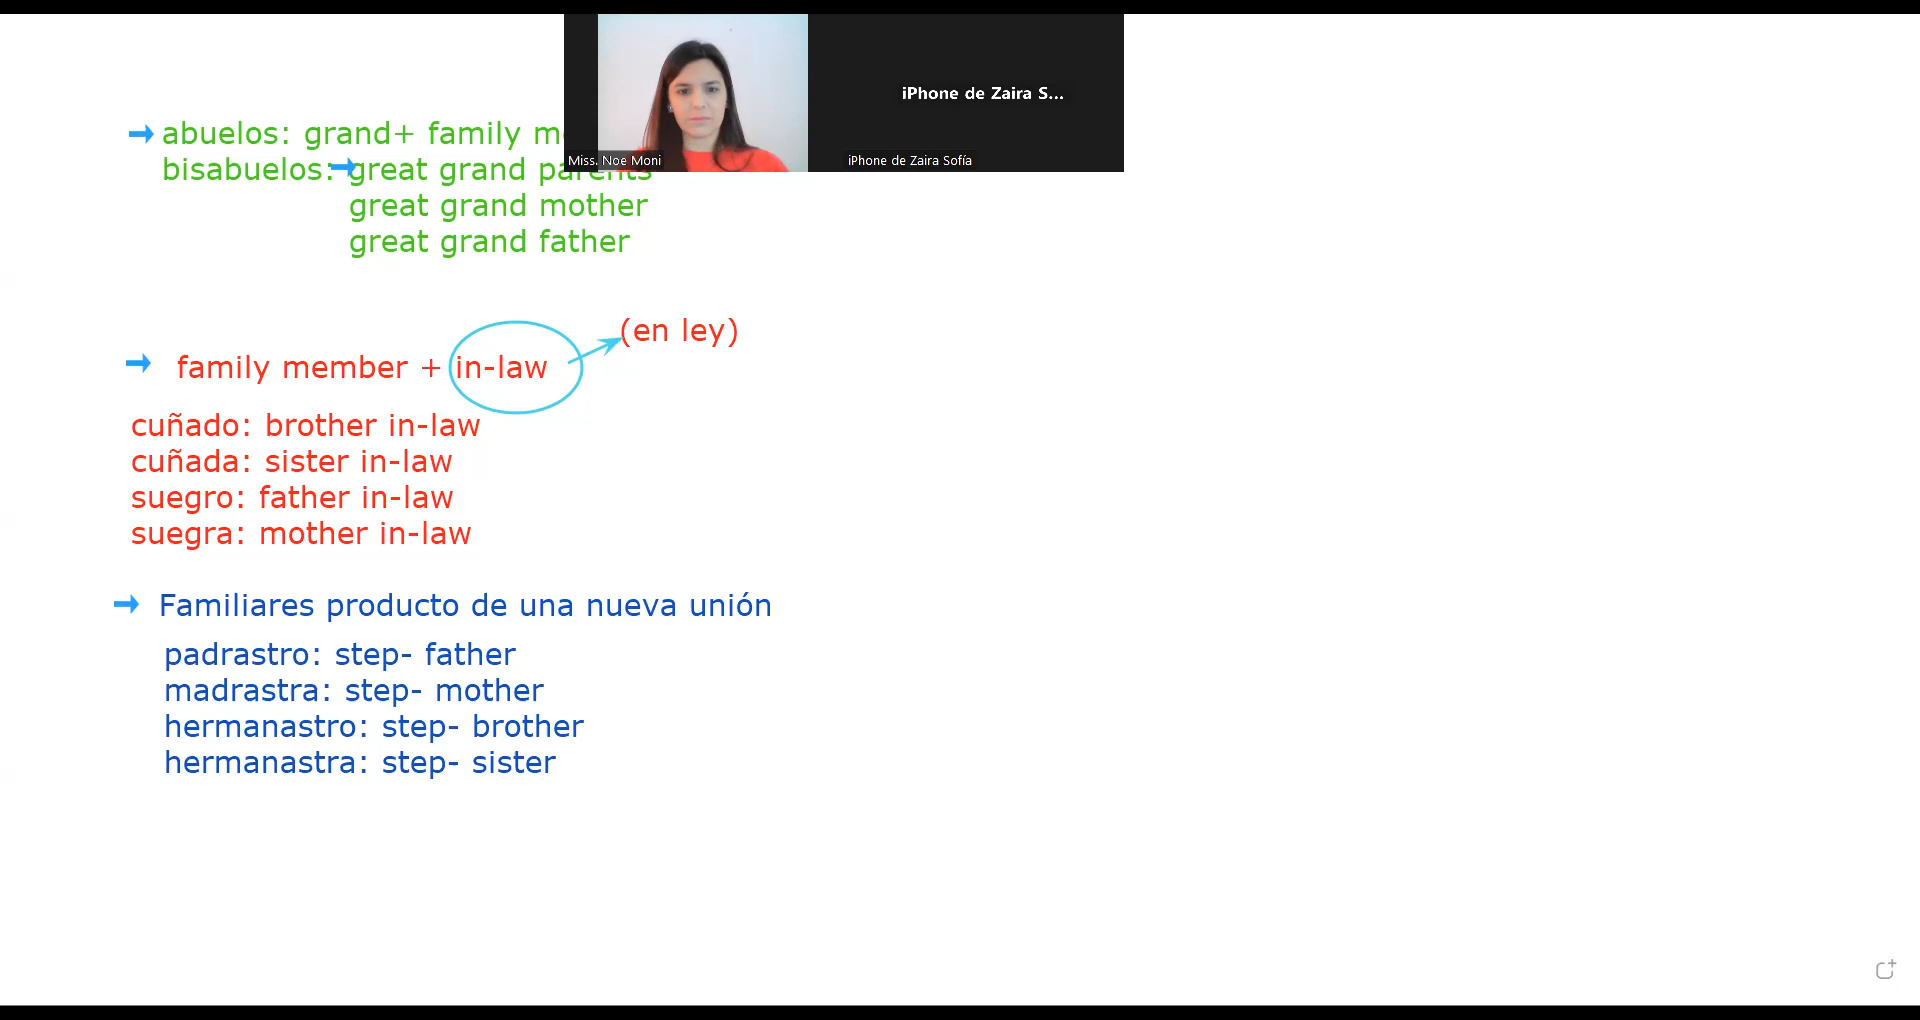 iPhone de Zaira S...
Miss. Noe Moni
iPhone de Zaira Sofía
abuelos: grand+ family
bisabuelos: great grand parents
great grand mother
great grand father
(en ley)
family member + in-law
cuñado: brother in-law
cuñada: sister in-law
suegro: father in-law
suegra: mother in-law
Familiares producto de una nueva unión
padrastro: step- father
madrastra: step- mother
hermanastro: step- brother
hermanastra: step- sister